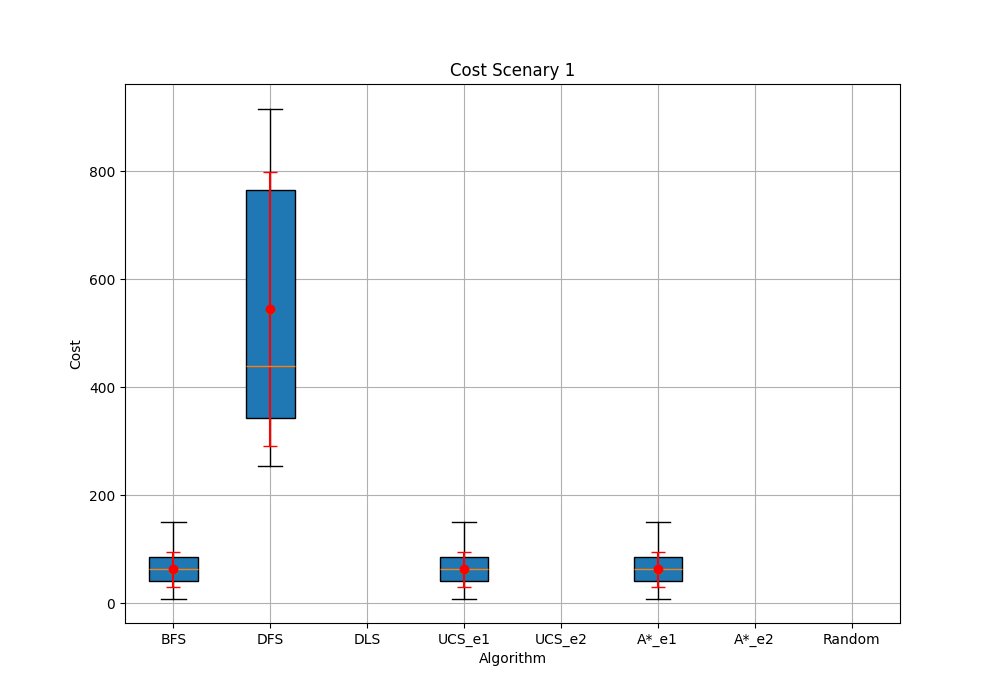 Cost Scenary 1
Cost
800
600
400
200
0
BFS DFS DLS UCS_e1 UCS_e2 A*_e1 A*_e2 Random
Algorithm